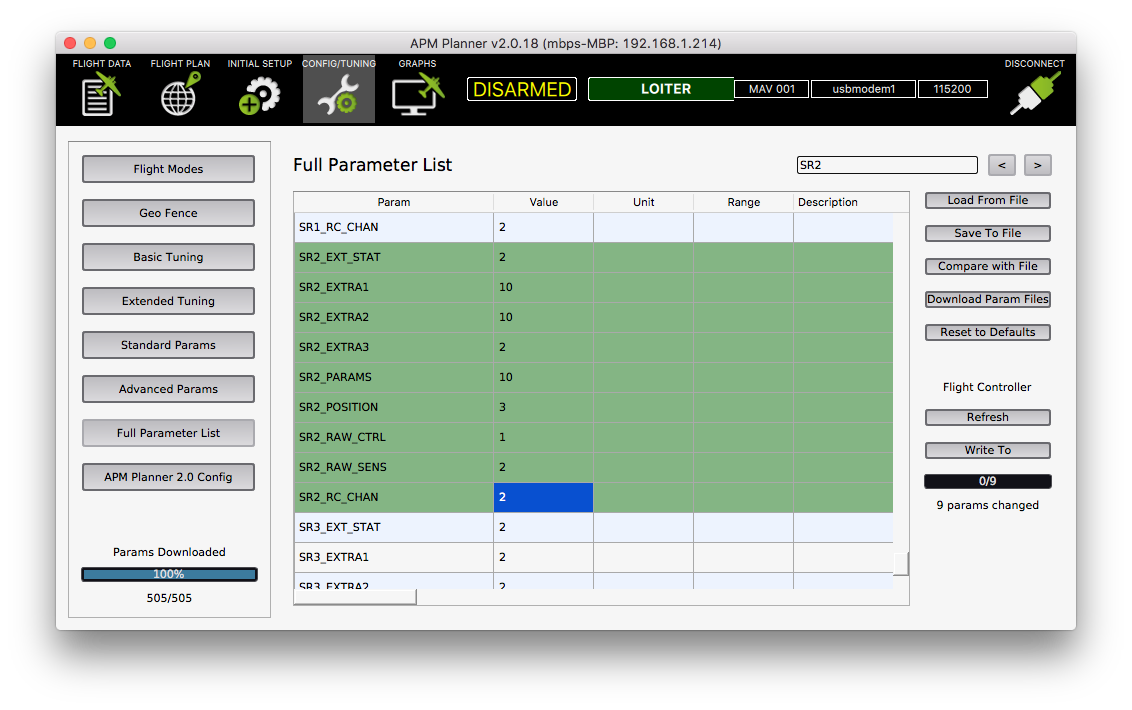 APM Planner v2.0.18 (mbps-MBP: 192.168.1.214)
FLIGHT DATA FLIGHT PLAN INITIAL SETUP CONFIG/TUNING GRAPHS DISCONNECT
DISARMED LOITER MAV 001 usbmodem1 115200
Flight Modes
Geo Fence
Basic Tuning
Extended Tuning
Standard Params
Advanced Params
Full Parameter List
APM Planner 2.0 Config
Params Downloaded
100%
505/505
Full Parameter List SR2 < >
Param Value Unit Range Description
SR1_RC_CHAN 2
SR2_EXT_STAT 2
SR2_EXTRA1 10
SR2_EXTRA2 10
SR2_EXTRA3 2
SR2_PARAMS 10
SR2_POSITION 3
SR2_RAW_CTRL 1
SR2_RAW_SENS 2
SR2_RC_CHAN 2
SR3_EXT_STAT 2
SR3_EXTRA1 2
SR3_EXTRA2 2
Load From File
Save To File
Compare with File
Download Param Files
Reset to Defaults
Flight Controller
Refresh
Write To
0/9
9 params changed